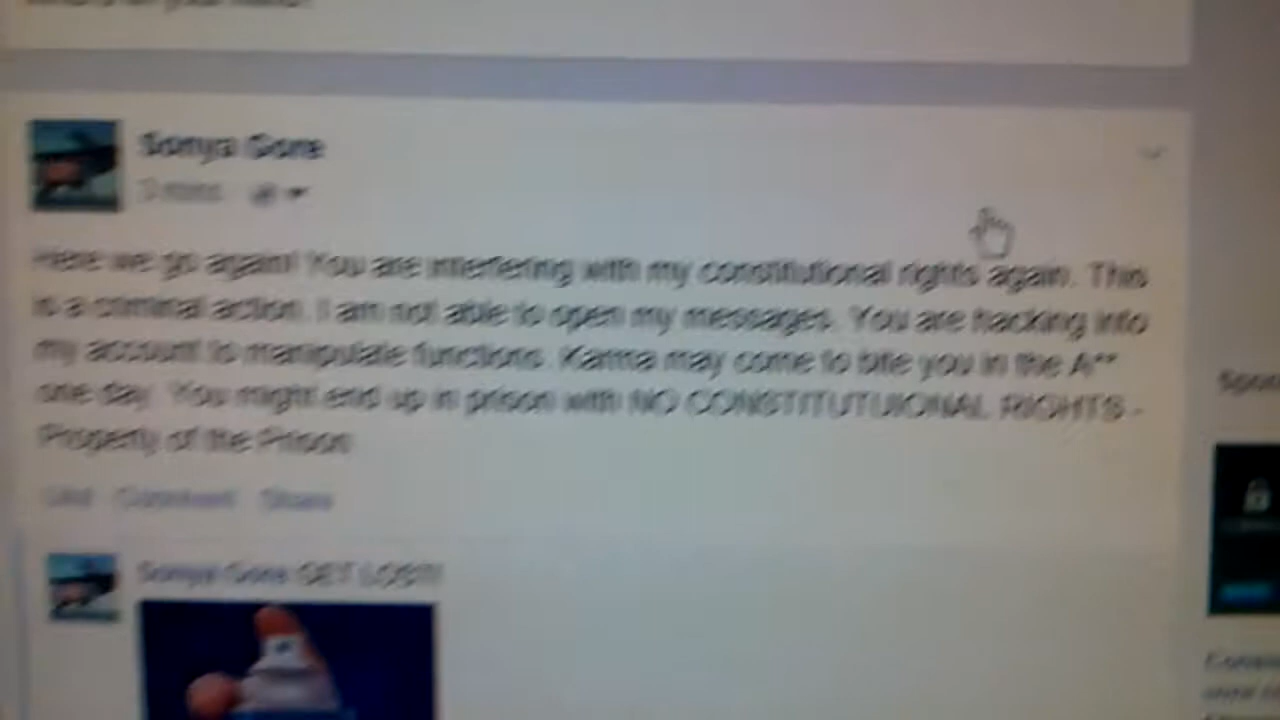 Sonya Gore
3 mins
Here we go again! You are interfering with my constitutional rights again. This
is a criminal action. I am not able to open my messages. You are hacking into
my account to manipulate functions. Karma may come to bite you in the A**
one day. You might end up in prison with NO CONSTITUTUIONAL RIGHTS -
Property of the Prison
Like Comment Share
Sonya Gore GET LOST!